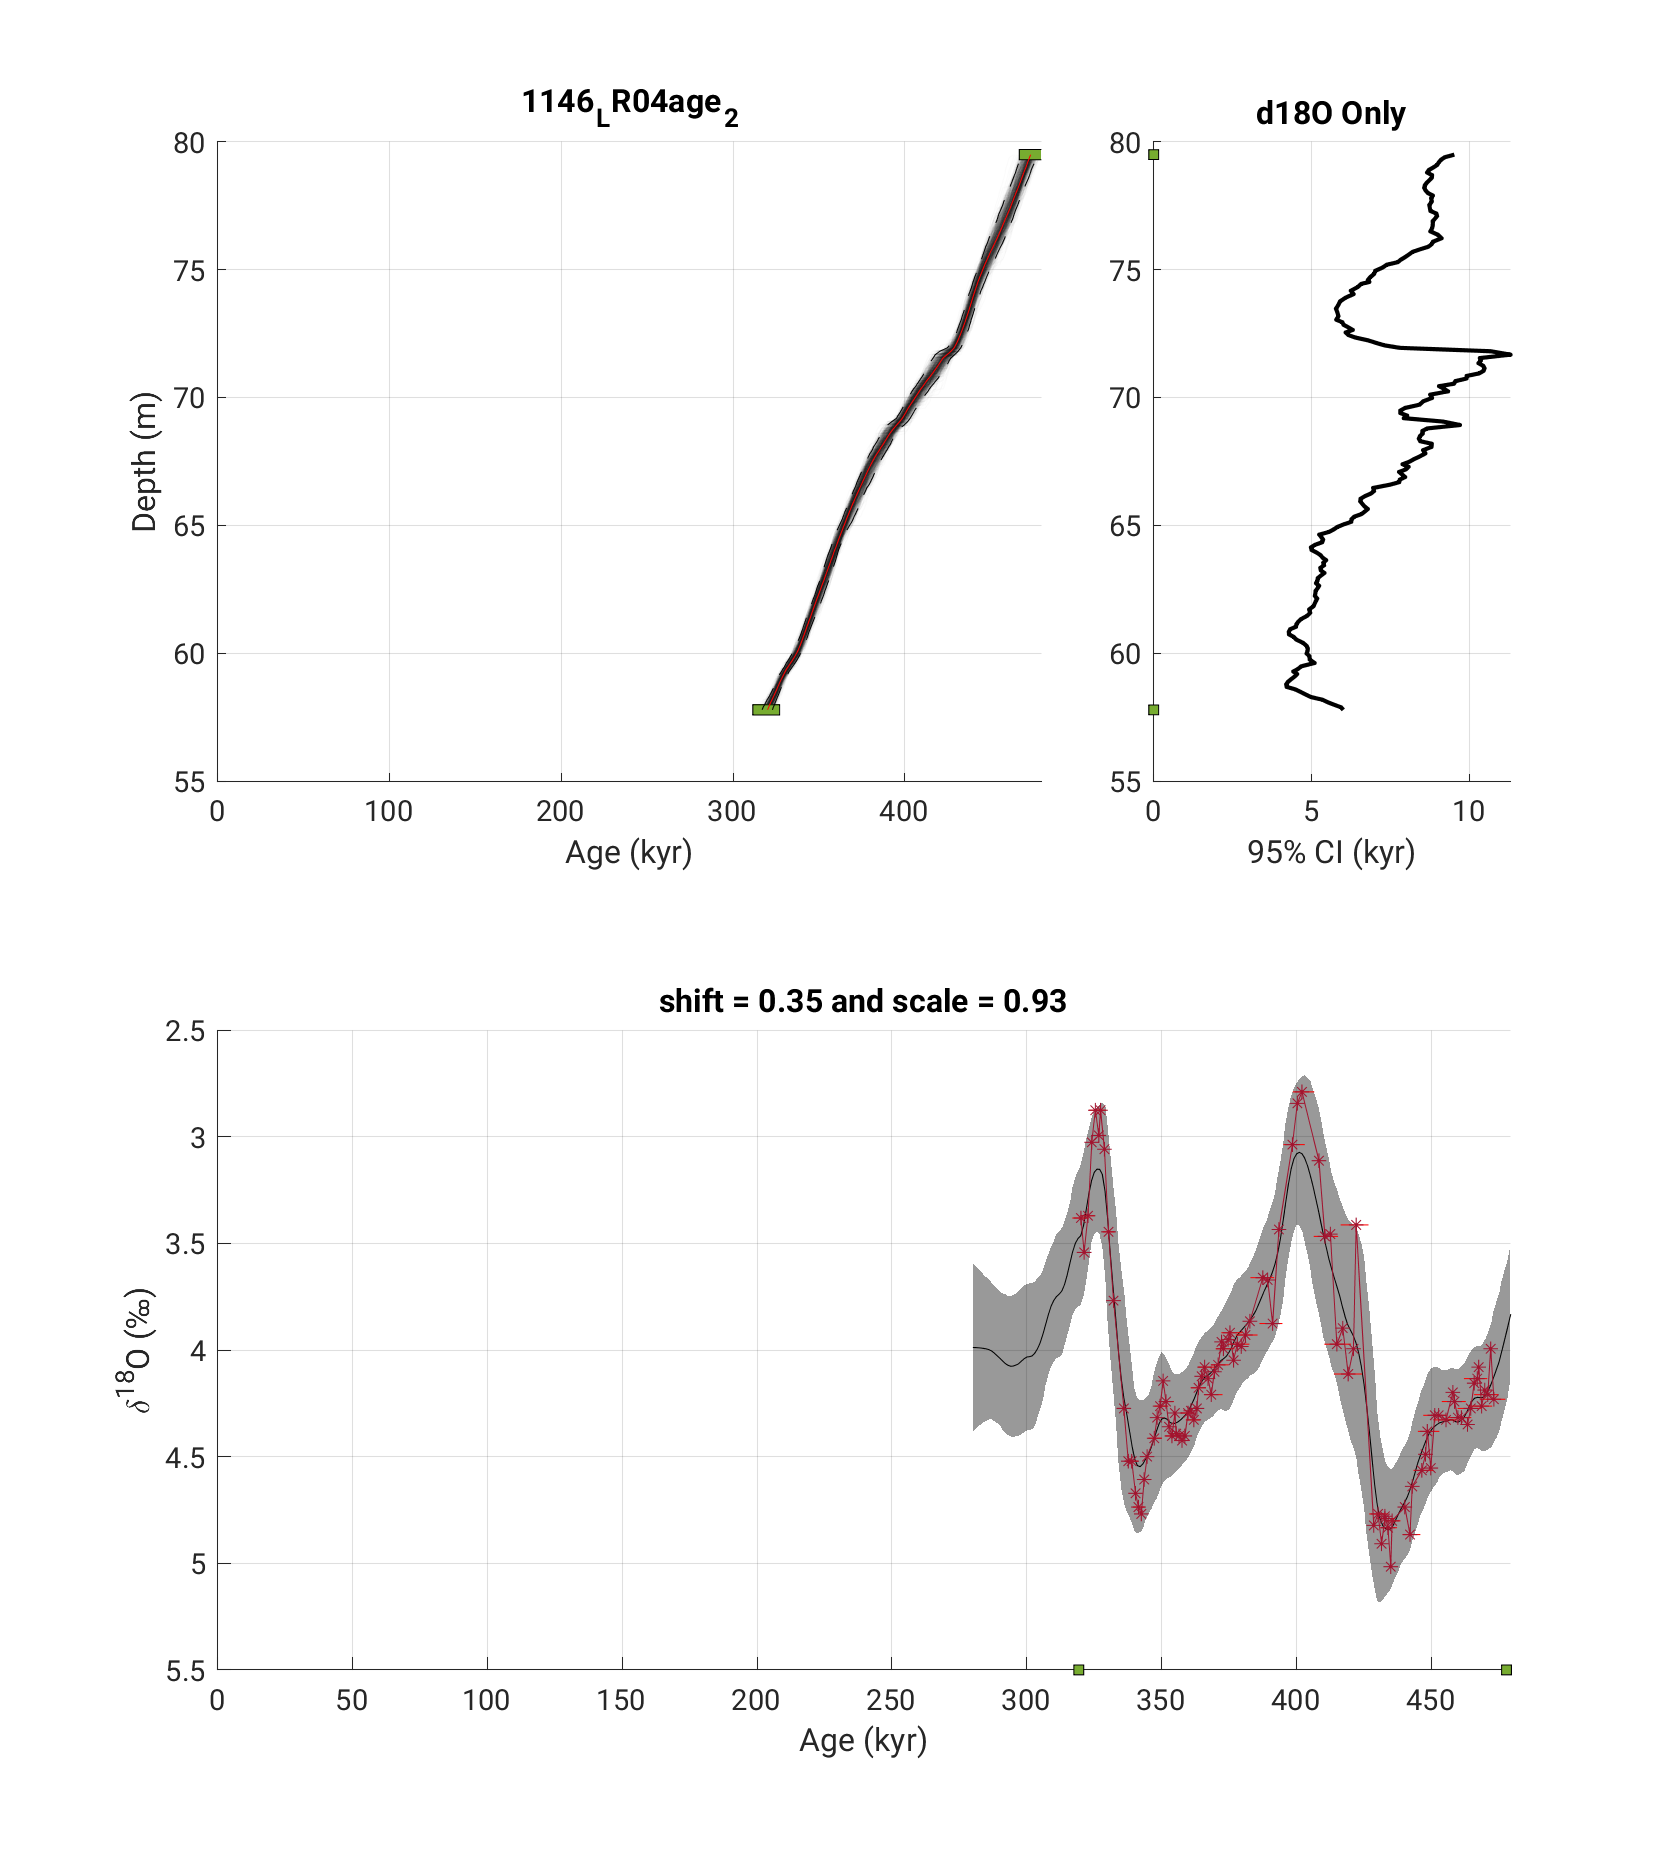 1146LR04age2
d18O Only
80
75
70
65
60
55
Depth (m)
0 100 200 300 400
Age (kyr)
80
75
70
65
60
55
0 5 10
95% CI (kyr)
shift = 0.35 and scale = 0.93
2.5
3
3.5
4
4.5
5
5.5
δ18O (‰)
0 50 100 150 200 250 300 350 400 450
Age (kyr)